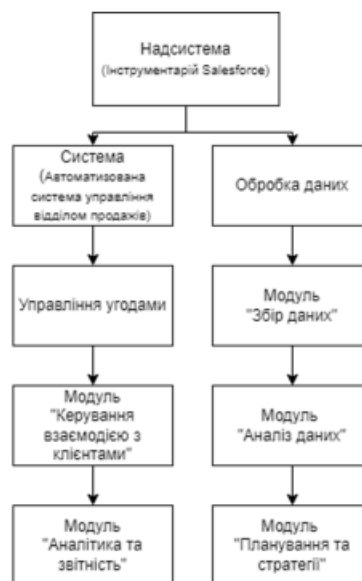 Надсистема
(Інструментарій Salesforce)
Система
(Автоматизована
система управління
відділом продажів)
Обробка даних
Управління угодами
Модуль
"Збір даних"
Модуль
"Керування
взаємодією з
клієнтами"
Модуль
"Аналіз даних"
Модуль
"Аналітика та
звітність"
Модуль
"Планування та
стратегії"